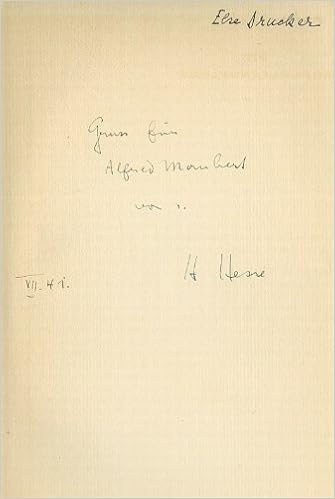 Else Drucker
Gruss für
Alfred Mombert
von s.
H Hesse
VII. 41.